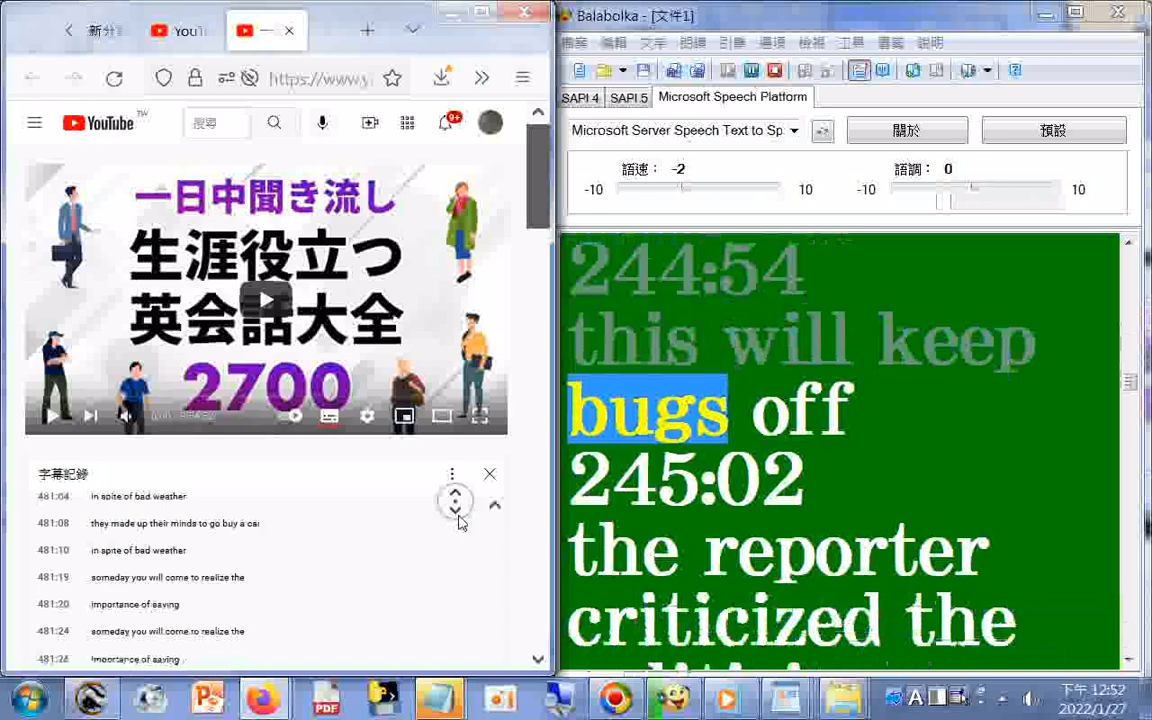 YouT
https://www.y
YouTube TW
搜尋
9+
一日中聞き流し
生涯役立つ
英会話大全
2700
字幕記錄
481:04 in spite of bad weather
481:08 they made up their minds to go buy a car
481:10 in spite of bad weather
481:19 someday you will come to realize the
481:20 importance of saving
481:24 someday you will come to realize the
481:26 importance of saving
Balabolka - [文件1]
檔案 編輯 文字 閱讀 引擎 選項 檢視 工具 書籤 說明
SAPI 4 SAPI 5 Microsoft Speech Platform
Microsoft Server Speech Text to Sp
關於
預設
語速： -2
語調： 0
-10 10 -10 10
244:54
this will keep
bugs off
245:02
the reporter
criticized the
PDF
A
下午 12:52
2022/1/27